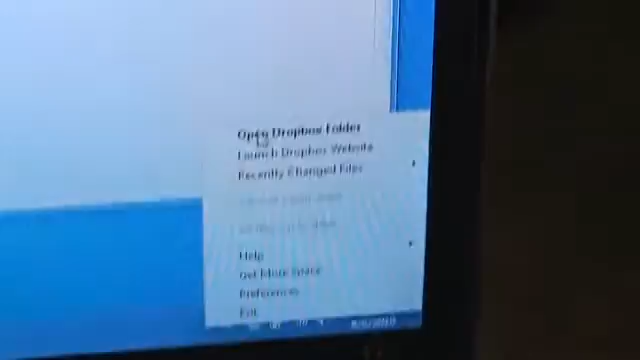 Open Dropbox Folder
Launch Dropbox Website
Recently Changed Files
Help
Get More Space
Preferences
Exit